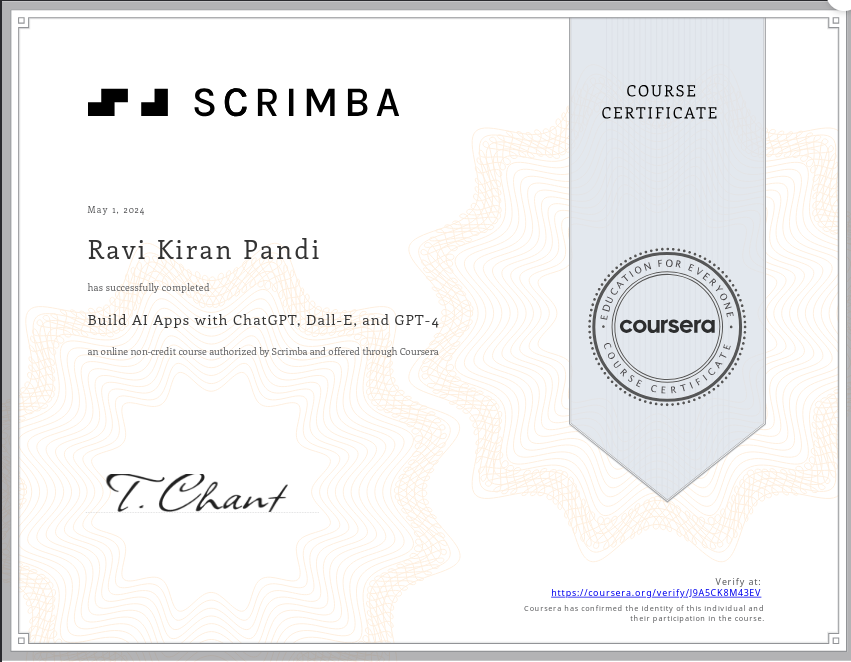 SCRIMBA
COURSE
CERTIFICATE
May 1, 2024
Ravi Kiran Pandi
has successfully completed
Build AI Apps with ChatGPT, Dall-E, and GPT-4
an online non-credit course authorized by Scrimba and offered through Coursera
EDUCATION FOR EVERYONE
coursera
COURSE CERTIFICATE
T. Chant
Verify at:
https://coursera.org/verify/J9A5CK8M43EV
Coursera has confirmed the identity of this individual and
their participation in the course.